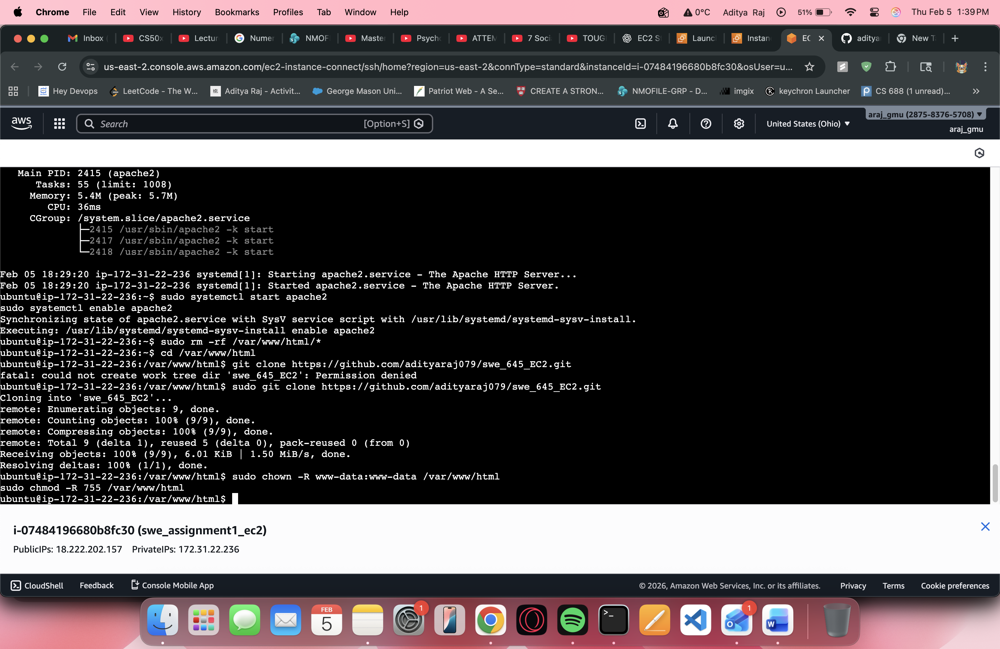 Chrome File Edit View History Bookmarks Profiles Tab Window Help 0°C Aditya Raj 51% Thu Feb 5 1:39 PM
Inbox CS50x Lectur Numer NMOF Master Psycho ATTEM 7 Soci TOUG EC2 S Launc Instan EC aditya New T
us-east-2.console.aws.amazon.com/ec2-instance-connect/ssh/home?region=us-east-2&connType=standard&instanceId=i-07484196680b8fc30&osUser=u...
Hey Devops LeetCode - The W... Aditya Raj - Activit... George Mason Uni... Patriot Web - A Se... CREATE A STRON... NMOFILE-GRP - D... imgix keychron Launcher CS 688 (1 unread)...
aws Search [Option+S] United States (Ohio) araj_gmu (2875-8376-5708)
araj_gmu
Main PID: 2415 (apache2)
Tasks: 55 (limit: 1008)
Memory: 5.4M (peak: 5.7M)
CPU: 36ms
CGroup: /system.slice/apache2.service
├─2415 /usr/sbin/apache2 -k start
├─2417 /usr/sbin/apache2 -k start
└─2418 /usr/sbin/apache2 -k start
Feb 05 18:29:20 ip-172-31-22-236 systemd[1]: Starting apache2.service - The Apache HTTP Server...
Feb 05 18:29:20 ip-172-31-22-236 systemd[1]: Started apache2.service - The Apache HTTP Server.
ubuntu@ip-172-31-22-236:~$ sudo systemctl start apache2
sudo systemctl enable apache2
Synchronizing state of apache2.service with SysV service script with /usr/lib/systemd/systemd-sysv-install.
Executing: /usr/lib/systemd/systemd-sysv-install enable apache2
ubuntu@ip-172-31-22-236:~$ sudo rm -rf /var/www/html/*
ubuntu@ip-172-31-22-236:~$ cd /var/www/html
ubuntu@ip-172-31-22-236:/var/www/html$ git clone https://github.com/adityaraj079/swe_645_EC2.git
fatal: could not create work tree dir 'swe_645_EC2': Permission denied
ubuntu@ip-172-31-22-236:/var/www/html$ sudo git clone https://github.com/adityaraj079/swe_645_EC2.git
Cloning into 'swe_645_EC2'...
remote: Enumerating objects: 9, done.
remote: Counting objects: 100% (9/9), done.
remote: Compressing objects: 100% (9/9), done.
remote: Total 9 (delta 1), reused 5 (delta 0), pack-reused 0 (from 0)
Receiving objects: 100% (9/9), 6.01 KiB | 1.50 MiB/s, done.
Resolving deltas: 100% (1/1), done.
ubuntu@ip-172-31-22-236:/var/www/html$ sudo chown -R www-data:www-data /var/www/html
sudo chmod -R 755 /var/www/html
ubuntu@ip-172-31-22-236:/var/www/html$
i-07484196680b8fc30 (swe_assignment1_ec2)
PublicIPs: 18.222.202.157 PrivateIPs: 172.31.22.236
CloudShell Feedback Console Mobile App © 2026, Amazon Web Services, Inc. or its affiliates. Privacy Terms Cookie preferences
FEB 1 1
5